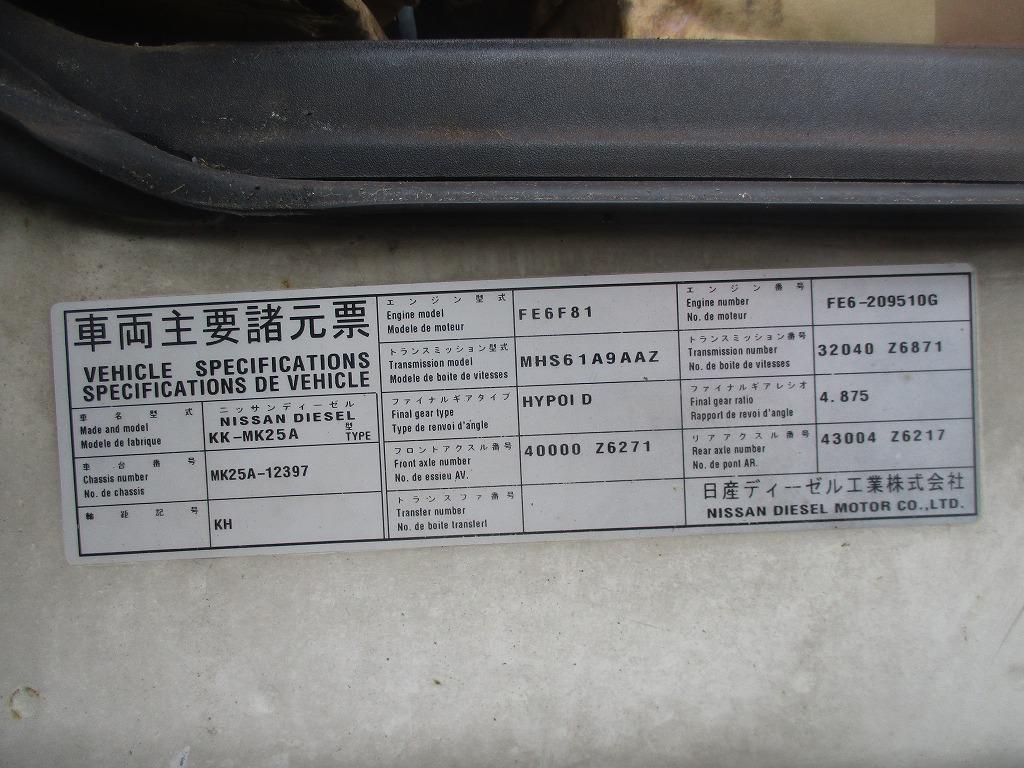 車両主要諸元票
VEHICLE SPECIFICATIONS
SPECIFICATIONS DE VEHICLE
車名型式
Made and model
Modele de fabrique
ニッサンディーゼル
NISSAN DIESEL
KK-MK25A 型 TYPE
車台番号
Chassis number
No. de chassis
MK25A-12397
軸距記号
KH
エンジン型式
Engine model
Modele de moteur
FE6F81
トランスミッション型式
Transmission model
Modele de boite de vitesses
MHS61A9AAZ
ファイナルギアタイプ
Final gear type
Type de renvoi d'angle
HYPOI D
フロントアクスル番号
Front axle number
No. de essieu AV.
40000 Z6271
トランスファ番号
Transfer number
No. de boite transferl
エンジン番号
Engine number
No. de moteur
FE6-209510G
トランスミッション番号
Transmission number
No. de boite de vitesses
32040 Z6871
ファイナルギアレシオ
Final gear ratio
Rapport de revoi d'angle
4.875
リアアクスル番号
Rear axle number
No. de pont AR.
43004 Z6217
日産ディーゼル工業株式会社
NISSAN DIESEL MOTOR CO.,LTD.